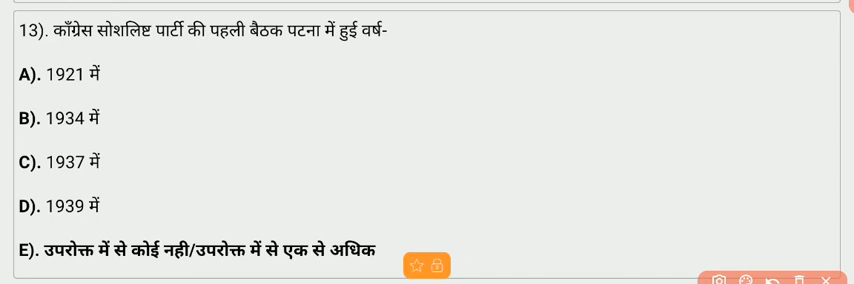 13). काँग्रेस सोशलिष्ट पार्टी की पहली बैठक पटना में हुई वर्ष-
A). 1921 में
B). 1934 में
C). 1937 में
D). 1939 में
E). उपरोक्त में से कोई नही/उपरोक्त में से एक से अधिक